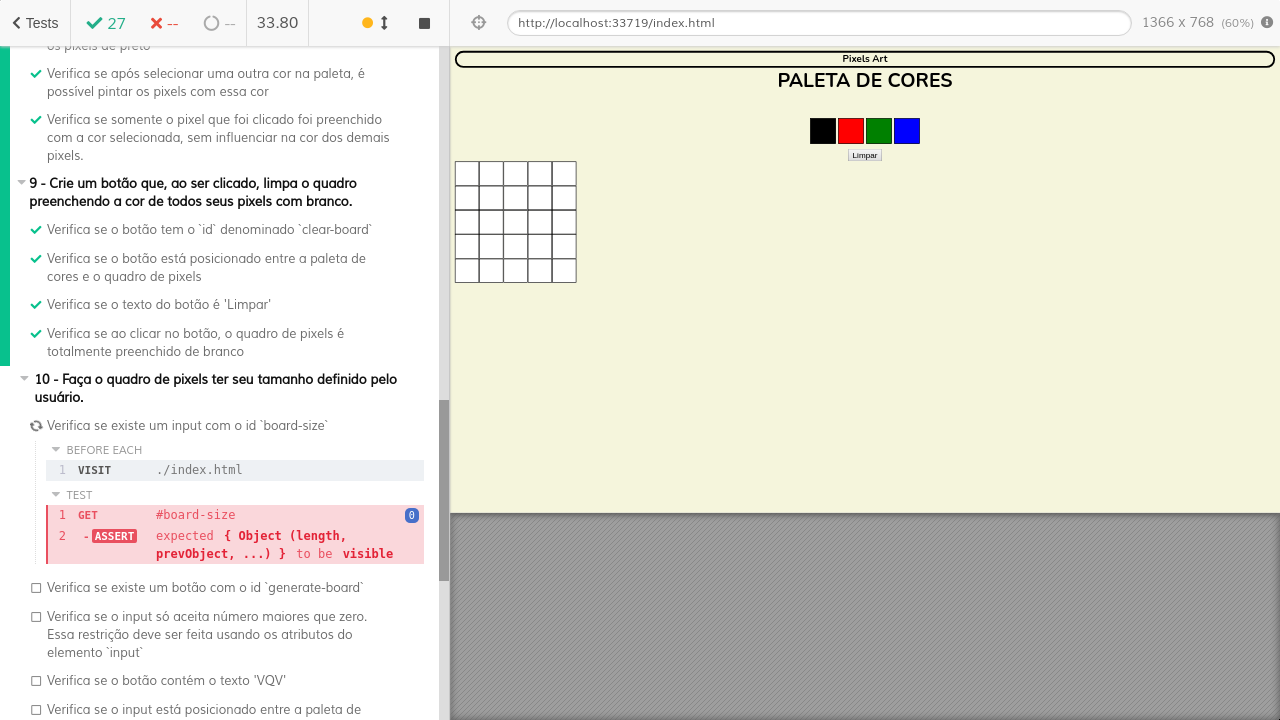 Tests
27
--
--
33.80
http://localhost:33719/index.html
1366 x 768 (60%)
os pixels de preto
Verifica se após selecionar uma outra cor na paleta, é
possível pintar os pixels com essa cor
Verifica se somente o pixel que foi clicado foi preenchido
com a cor selecionada, sem influenciar na cor dos demais
pixels.
9 - Crie um botão que, ao ser clicado, limpa o quadro
preenchendo a cor de todos seus pixels com branco.
Verifica se o botão tem o `id` denominado `clear-board`
Verifica se o botão está posicionado entre a paleta de
cores e o quadro de pixels
Verifica se o texto do botão é 'Limpar'
Verifica se ao clicar no botão, o quadro de pixels é
totalmente preenchido de branco
10 - Faça o quadro de pixels ter seu tamanho definido pelo
usuário.
Verifica se existe um input com o id `board-size`
BEFORE EACH
1 VISIT ./index.html
TEST
1 GET #board-size 0
2 -ASSERT expected { Object (length,
prevObject, ...) } to be visible
Verifica se existe um botão com o id `generate-board`
Verifica se o input só aceita número maiores que zero.
Essa restrição deve ser feita usando os atributos do
elemento `input`
Verifica se o botão contém o texto 'VQV'
Verifica se o input está posicionado entre a paleta de
Pixels Art
PALETA DE CORES
Limpar